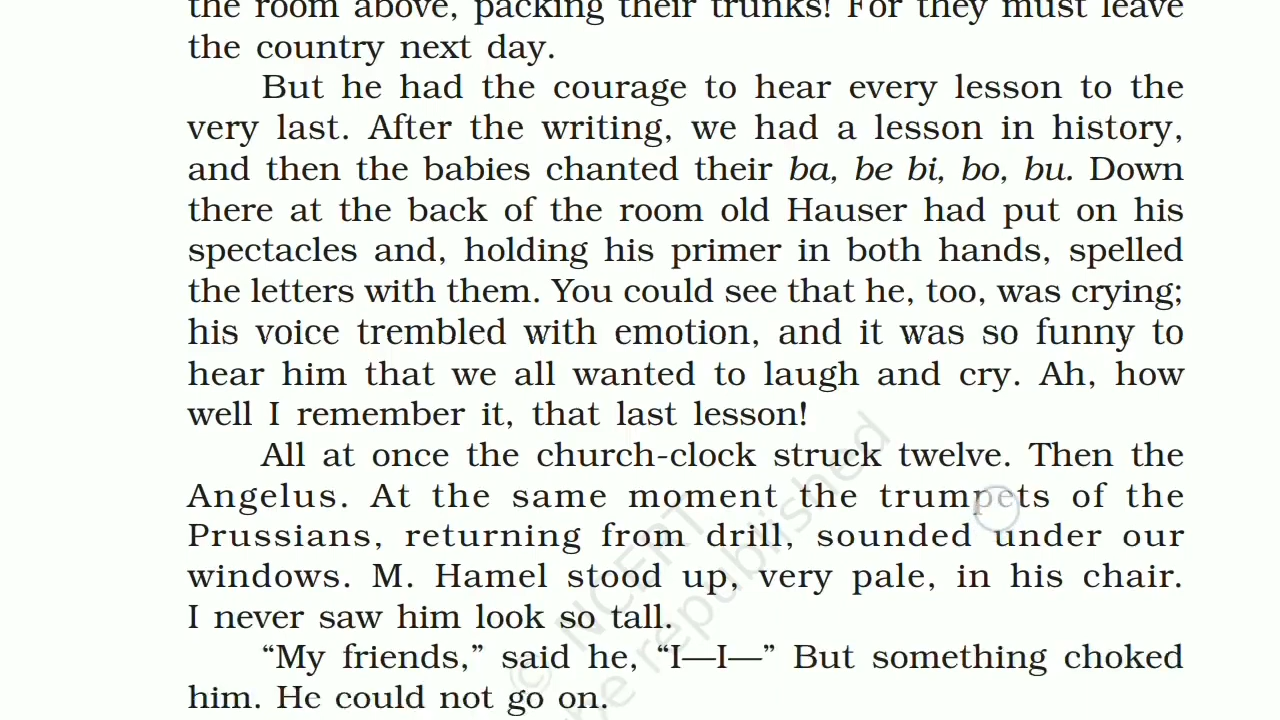 the room above, packing their trunks! For they must leave
the country next day.
But he had the courage to hear every lesson to the
very last. After the writing, we had a lesson in history,
and then the babies chanted their ba, be bi, bo, bu. Down
there at the back of the room old Hauser had put on his
spectacles and, holding his primer in both hands, spelled
the letters with them. You could see that he, too, was crying;
his voice trembled with emotion, and it was so funny to
hear him that we all wanted to laugh and cry. Ah, how
well I remember it, that last lesson!
All at once the church-clock struck twelve. Then the
Angelus. At the same moment the trumpets of the
Prussians, returning from drill, sounded under our
windows. M. Hamel stood up, very pale, in his chair.
I never saw him look so tall.
“My friends,” said he, “I—I—” But something choked
him. He could not go on.
© NCERT
be republished